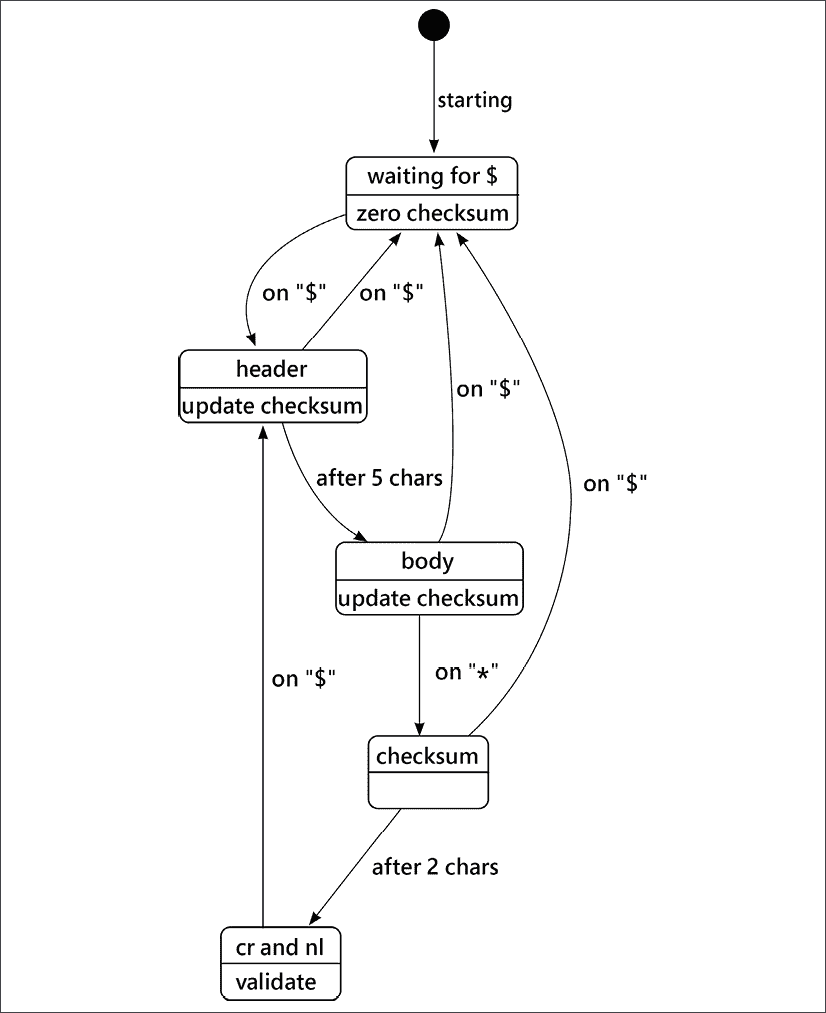 starting
waiting for $
zero checksum
on "$"
on "$"
header
update checksum
on "$"
after 5 chars
on "$"
body
update checksum
on "*"
on "$"
checksum
after 2 chars
cr and nl
validate